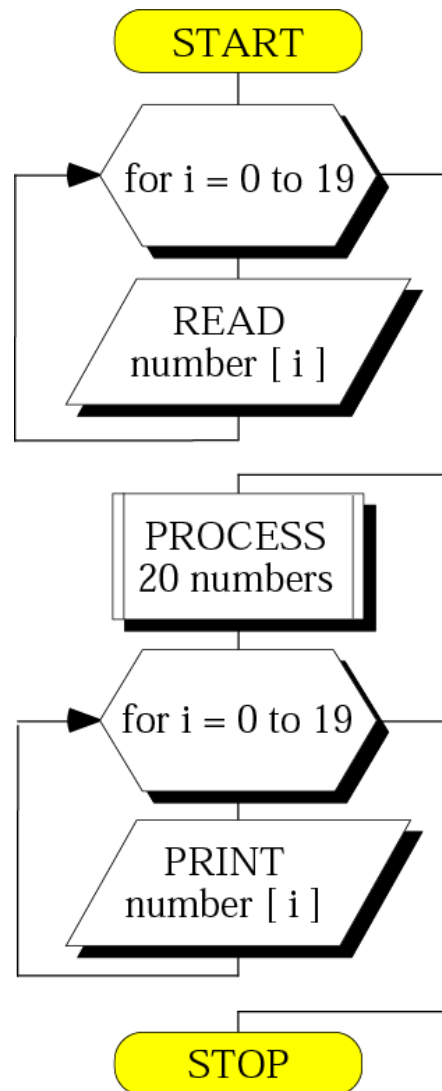 START
for i = 0 to 19
READ
number [ i ]
PROCESS
20 numbers
for i = 0 to 19
PRINT
number [ i ]
STOP